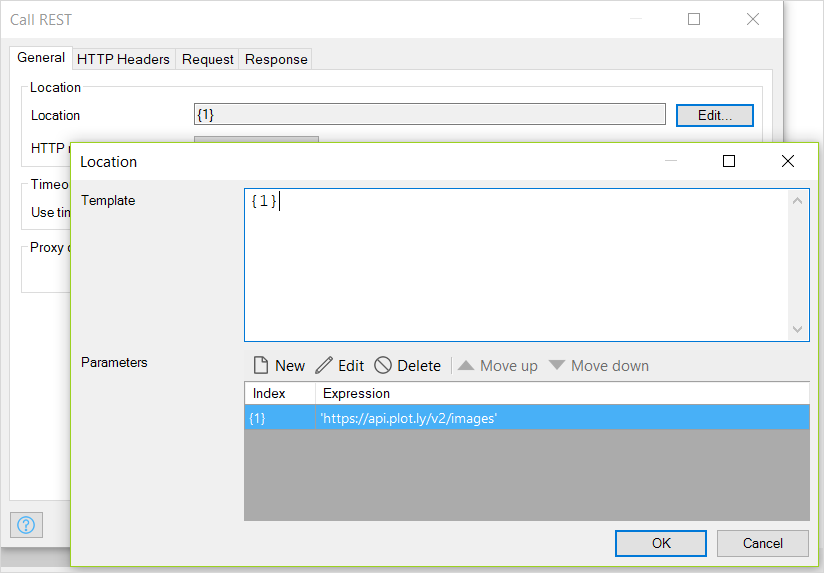 Call REST
General HTTP Headers Request Response
Location
Location {1} Edit...
HTTP
Location
Template {1}
Timeo
Use tim
Proxy
Parameters New Edit Delete Move up Move down
Index Expression
{1} 'https://api.plot.ly/v2/images'
OK Cancel